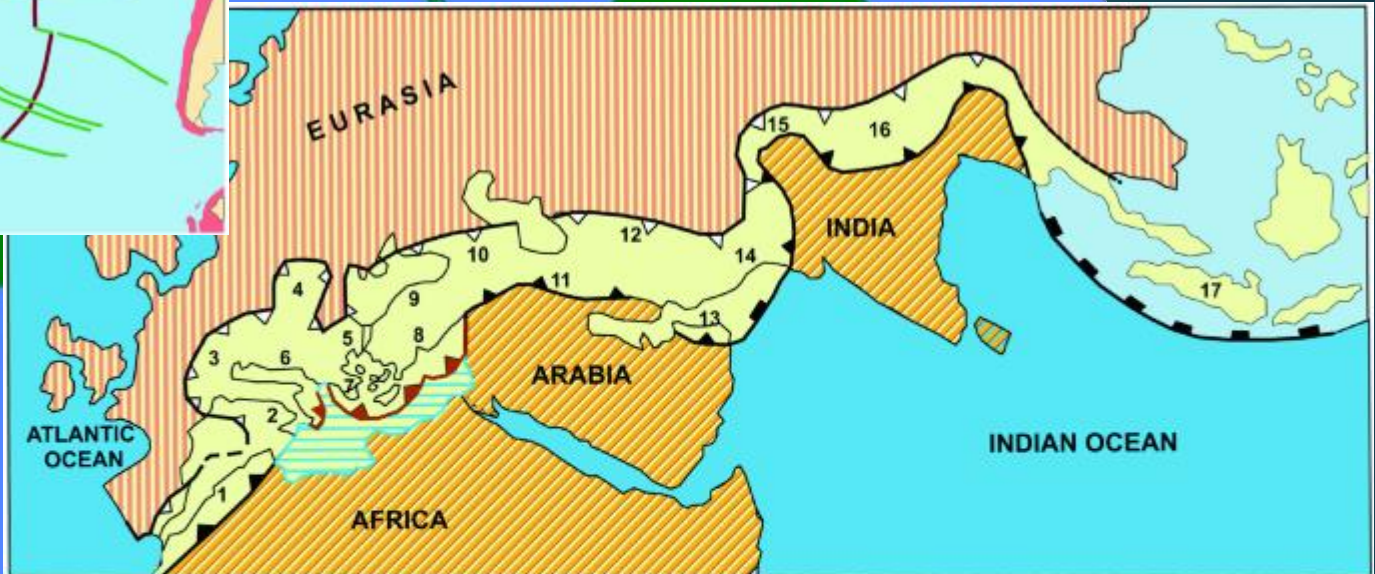 EURASIA
15
16
INDIA
12
10
14
11
4
9
17
13
8
5
3
6
7
ARABIA
2
ATLANTIC
OCEAN
INDIAN OCEAN
1
AFRICA